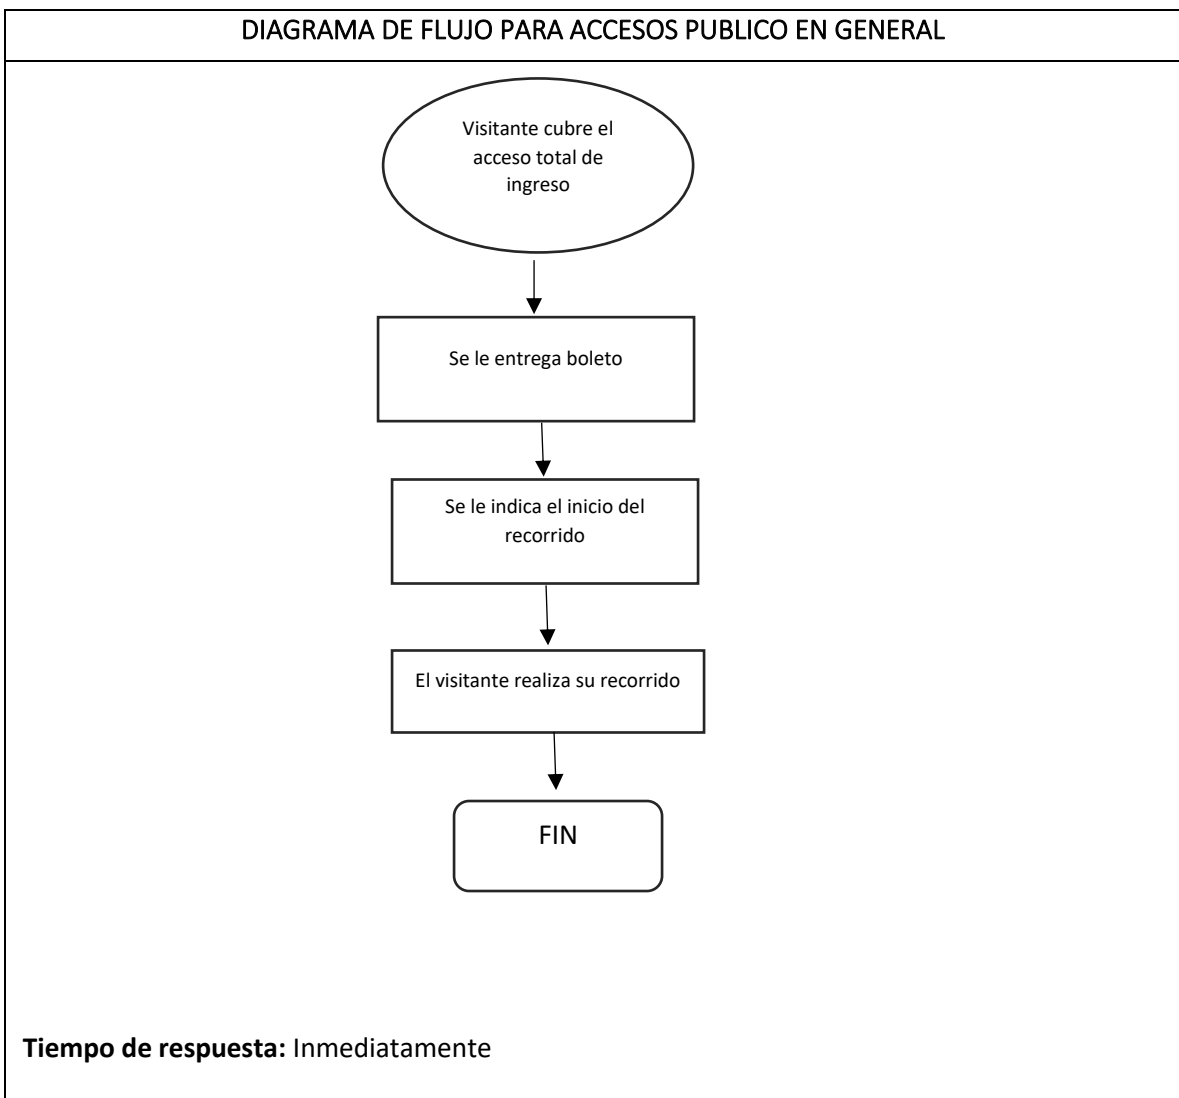 DIAGRAMA DE FLUJO PARA ACCESOS PUBLICO EN GENERAL
Visitante cubre el
acceso total de
ingreso
Se le entrega boleto
Se le indica el inicio del
recorrido
El visitante realiza su recorrido
FIN
Tiempo de respuesta: Inmediatamente